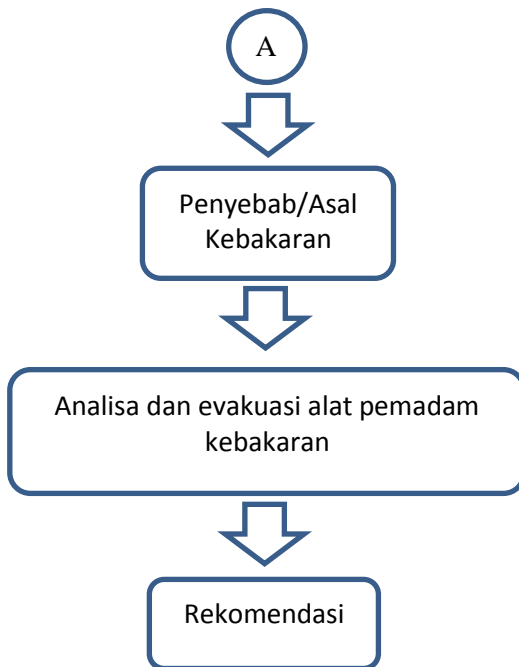 A
Penyebab/Asal
Kebakaran
Analisa dan evakuasi alat pemadam
kebakaran
Rekomendasi